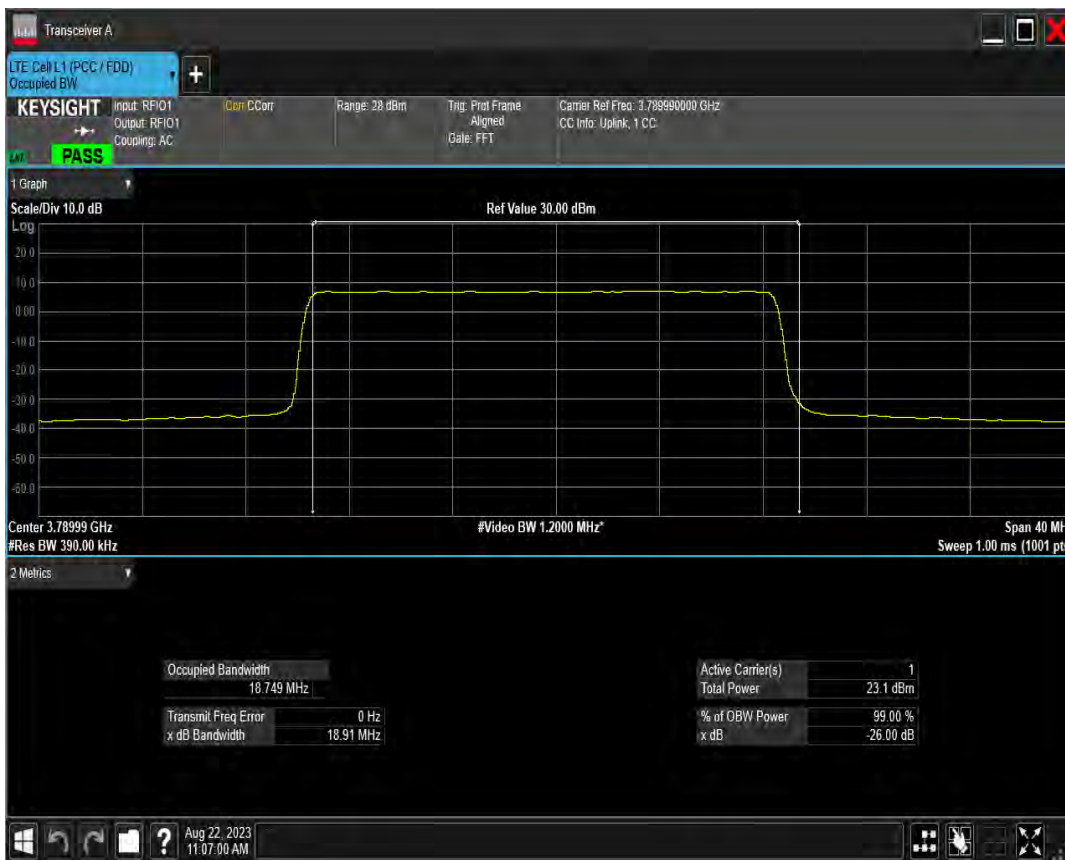 Transceiver A
LTE Cell L1 (PCC / FDD)
Occupied BW
+
KEYSIGHT
PASS
Input: RFIO1
Output: RFIO1
Coupling: AC
Corr CCorr
Range: 28 dBm
Trig: Prot Frame
Aligned
Gate: FFT
Carrier Ref Freq: 3.789990000 GHz
CC Info: Uplink, 1 CC
1 Graph
Scale/Div 10.0 dB
Ref Value 30.00 dBm
Log
20.0
10.0
0.00
-10.0
-20.0
-30.0
-40.0
-50.0
-60.0
Center 3.78999 GHz
#Video BW 1.2000 MHz*
Span 40 MH
#Res BW 390.00 kHz
Sweep 1.00 ms (1001 pt
2 Metrics
Occupied Bandwidth
18.749 MHz
Transmit Freq Error 0 Hz
x dB Bandwidth 18.91 MHz
Active Carrier(s) 1
Total Power 23.1 dBm
% of OBW Power 99.00 %
x dB -26.00 dB
?
Aug 22, 2023
11:07:00 AM